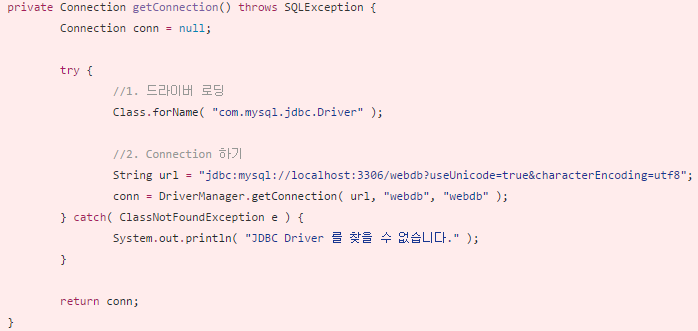 private Connection getConnection() throws SQLException {
Connection conn = null;
try {
//1. 드라이버 로딩
Class.forName( "com.mysql.jdbc.Driver" );
//2. Connection 하기
String url = "jdbc:mysql://localhost:3306/webdb?useUnicode=true&characterEncoding=utf8";
conn = DriverManager.getConnection( url, "webdb", "webdb" );
} catch( ClassNotFoundException e ) {
System.out.println( "JDBC Driver 를 찾을 수 없습니다." );
}
return conn;
}